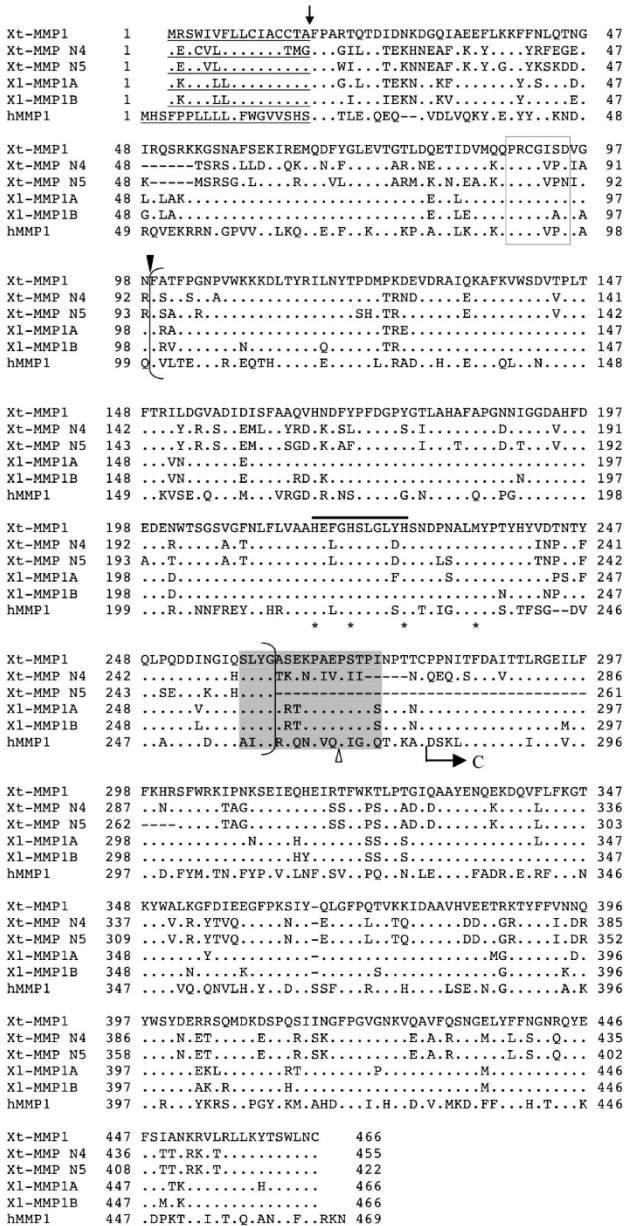 Xt-MMP1 1 MRSWIVFLLCIACCTAFPARTQTDIDNKDGQIAEEFLKKFFNLQTNG 47
Xt-MMP N4 1 .E.CVL........TMG..GIL..TEKHNEAF.K.Y....YRFEGE. 47
Xt-MMP N5 1 .E..VL............WI...T.KNNEAF.K.Y...YK.YSKDD. 47
Xl-MMP1A 1 .K...LL...............TEKN..KF.....Y.S...D. 47
Xl-MMP1B 1 .K...LL............I...IEKN..V..K...Y....E. 47
hMMP1 1 MHSFPPLLLLLFWGVVSHS..TLE.QEQ--.VDLVQKY.E.YY...K. 48
Xt-MMP1 48 IRQSRKKGSNAFSEKIREMQDFYGLEVTGTLDQETIDVMQQPRCGISDVG 97
Xt-MMP N4 48 ------TSRS.LLD..QK..N.F.....AR.NE....K.....VP.IA 91
Xt-MMP N5 48 K-----MSRSG.L...R..VL....ARM.K.NEA.K.....VPNI. 92
Xl-MMP1A 48 L.LAK.......................E..LE............ 97
Xl-MMP1B 48 G.LA........................E..L...........A..A 97
hMMP1 49 RQVEKRRN.GPVV..LKQ..E.F..K...KP.A..LK...K.....VP...A 98
Xt-MMP1 98 NFATFPGNPVWKKKDLTYRILNYTPDMPKDEVDRAIQKAFKVWSDVTPLT 147
Xt-MMP N4 92 R.S...S..A.................TRND....E........V... 141
Xt-MMP N5 93 R.SA...R................SH.TR...............V... 142
Xl-MMP1A 98 ..RA......................TRE................. 147
Xl-MMP1B 98 ..RV........N.......Q......TR................. 147
hMMP1 99 Q.VLTE...R.EQTH....E.....L.RAD..H..E...QL..N..... 148
Xt-MMP1 148 FTRILDGVADIDISFAAQVHNDFYPFDGPYGTLAHAFAPGNNIGGDAHFD 197
Xt-MMP N4 142 ...Y.R.S..EML..YRD.K.SL....S.I...........D...V... 191
Xt-MMP N5 143 ...Y.R.S..EM...SGD.K.AF......I...T.....D.T...V... 192
Xl-MMP1A 148 ..VN......E.................................. 197
Xl-MMP1B 148 ..VN...........RD.K.....................N.... 197
hMMP1 149 .KVSE.Q..M...VRGD.R.NS.....G.N.....Q..PG........ 198
Xt-MMP1 198 EDENWTSGSVGFNLFLVAAHEFGHSLGLYHSNDPNALMYPTYHYVDTNTY 247
Xt-MMP N4 192 ...R.....A.T........L.......D...............INP..F 241
Xt-MMP N5 193 A..T.....A.T........L.......D....LS.........TN...F 242
Xl-MMP1A 198 ...D........................F...S...........PS.F 247
Xl-MMP1B 198 ...D...........................N....N...NP... 247
hMMP1 199 ...R..NNFREY..HR....L.......S..T.IG....S.TFSG..DV 246
* * * *
Xt-MMP1 248 QLPQDDINGIQSLYGASEKPAEPSTPINPTTCPPNITFDAITTLRGEILF 297
Xt-MMP N4 242 ...........H....TK.N.IV.II-----N.QEQ.S...V....... 286
Xt-MMP N5 243 ..SE...K..H....------------------------------- 261
Xl-MMP1A 248 .....V..........RT.......S..N................ 297
Xl-MMP1B 248 .....L..........RT.......S..N.............M. 297
hMMP1 247 ..A....D...AI..R.QN.VQ.IG.QT.KA.DSKL......I...V. 296
C
Xt-MMP1 298 FKHRSFWRKIPNKSEIEQHEIRTFWKTLPTGIQAAYENQEKDQVFLFKGT 347
Xt-MMP N4 287 ..N.....TAG..........SS..PS..AD.D.....K....L.... 336
Xt-MMP N5 262 ----....TAG..........SS..PS..AD.D............... 303
Xl-MMP1A 298 ..........N....H.....SS..S...............L.... 347
Xl-MMP1B 298 ...............HY....SS..S.................... 347
hMMP1 297 .D.FYM.TN.FYP.V.LNF.SV..PQ..N.LE....FAD.RE.RF...N 346
Xt-MMP1 348 KYWALKGFDIEEGFPKSIY-QLGFPQTVKKIDAAVHVEETRKTYFFVNNQ 396
Xt-MMP N4 337 ...V.R.YTVQ....N..-E....L..TQ......DD..GR....I.DR 385
Xt-MMP N5 309 ...V.R.YTVQ....N..-E....L..TQ......DD..GR....I.DR 352
Xl-MMP1A 348 .......Y..........-................MG.......D. 396
Xl-MMP1B 348 .....N....K.......-.......S..........G......K. 396
hMMP1 347 ...VQ.QNVLH.Y..D..SSF...R...H.....LSE.N.G.....A.K 396
Xt-MMP1 397 YWSYDERRSQMDKDSPQSIINGFPGVGNKVQAVFQSNGELYFFNGNRQYE 446
Xt-MMP N4 386 ....N.ET....E...R.SK.........E.A.R...M...L.S..Q... 435
Xt-MMP N5 358 ....N.ET....E...R.SK.........E.A.R...M...L.S..Q... 402
Xl-MMP1A 397 .....EKL.......RT........P...........M......... 446
Xl-MMP1B 397 .....AK.R......H......................M........ 446
hMMP1 397 ..R...YKRS..PGY.KM.AHD...I.H..D.V.MKD.FF...H.T...K 446
Xt-MMP1 447 FSIANKRVLRLLKYTSWLNC 466
Xt-MMP N4 436 ..TT.RK.T........... 455
Xt-MMP N5 408 ..TT.RK.T........... 422
Xl-MMP1A 447 ..TK.........H...... 466
Xl-MMP1B 447 ..M.K............... 466
hMMP1 447 .DPKT...I.T.Q.AN..F..RKN 469